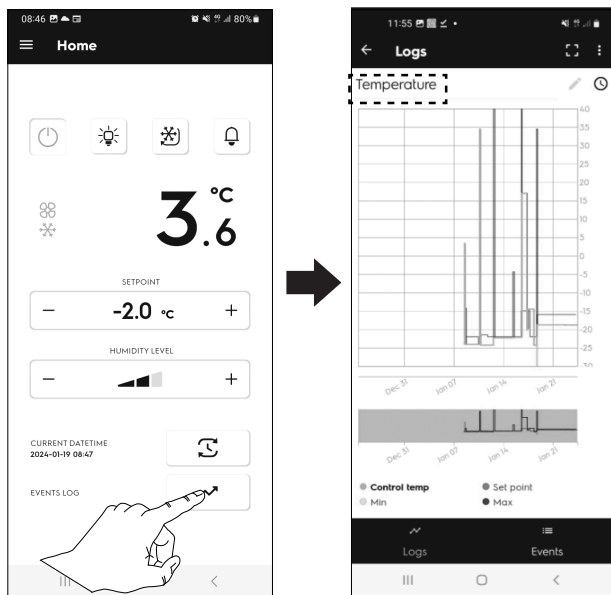 08:46 80%
Home
3.6 °C
SETPOINT
− -2.0 °C +
HUMIDITY LEVEL
− +
CURRENT DATETIME
2024-01-19 08:47
EVENTS LOG
11:55
Logs
Temperature
40
35
30
25
20
15
10
5
0
-5
-10
-15
-20
-25
-30
Dec 31 Jan 07 Jan 14 Jan 21
Dec 31 Jan 07 Jan 14 Jan 21
Control temp Set point
Min Max
Logs Events